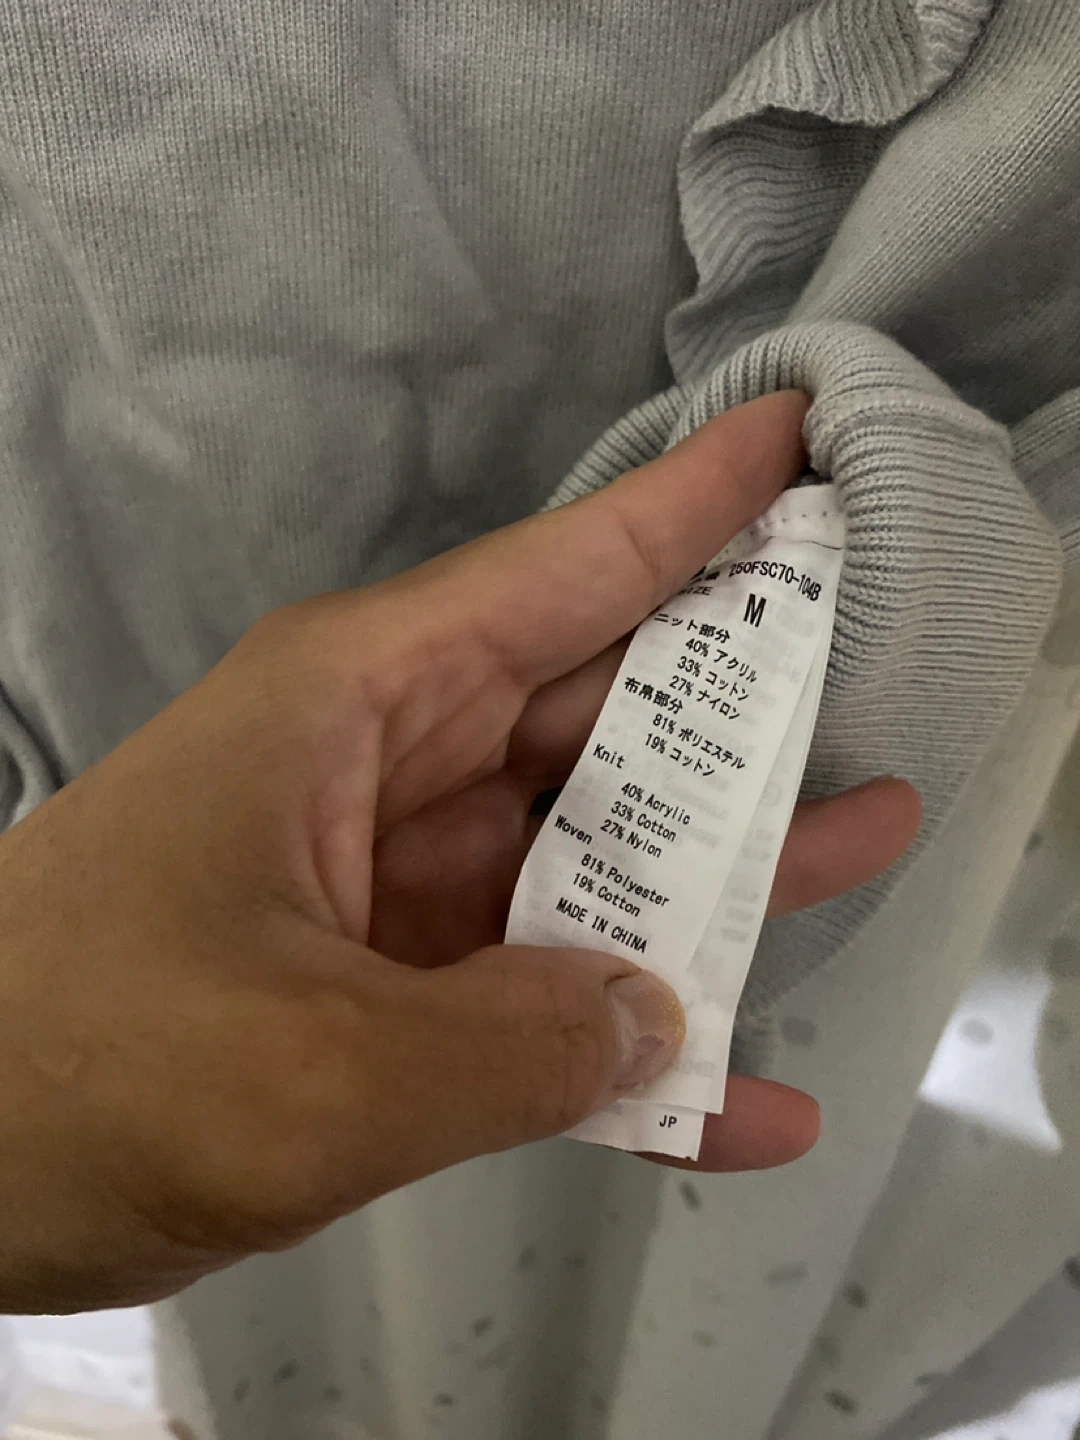 250FSC70-104B
SIZE
M
ニット部分
40% アクリル
33% コットン
27% ナイロン
布帛部分
81% ポリエステル
19% コットン
Knit
40% Acrylic
33% Cotton
27% Nylon
Woven
81% Polyester
19% Cotton
MADE IN CHINA
JP